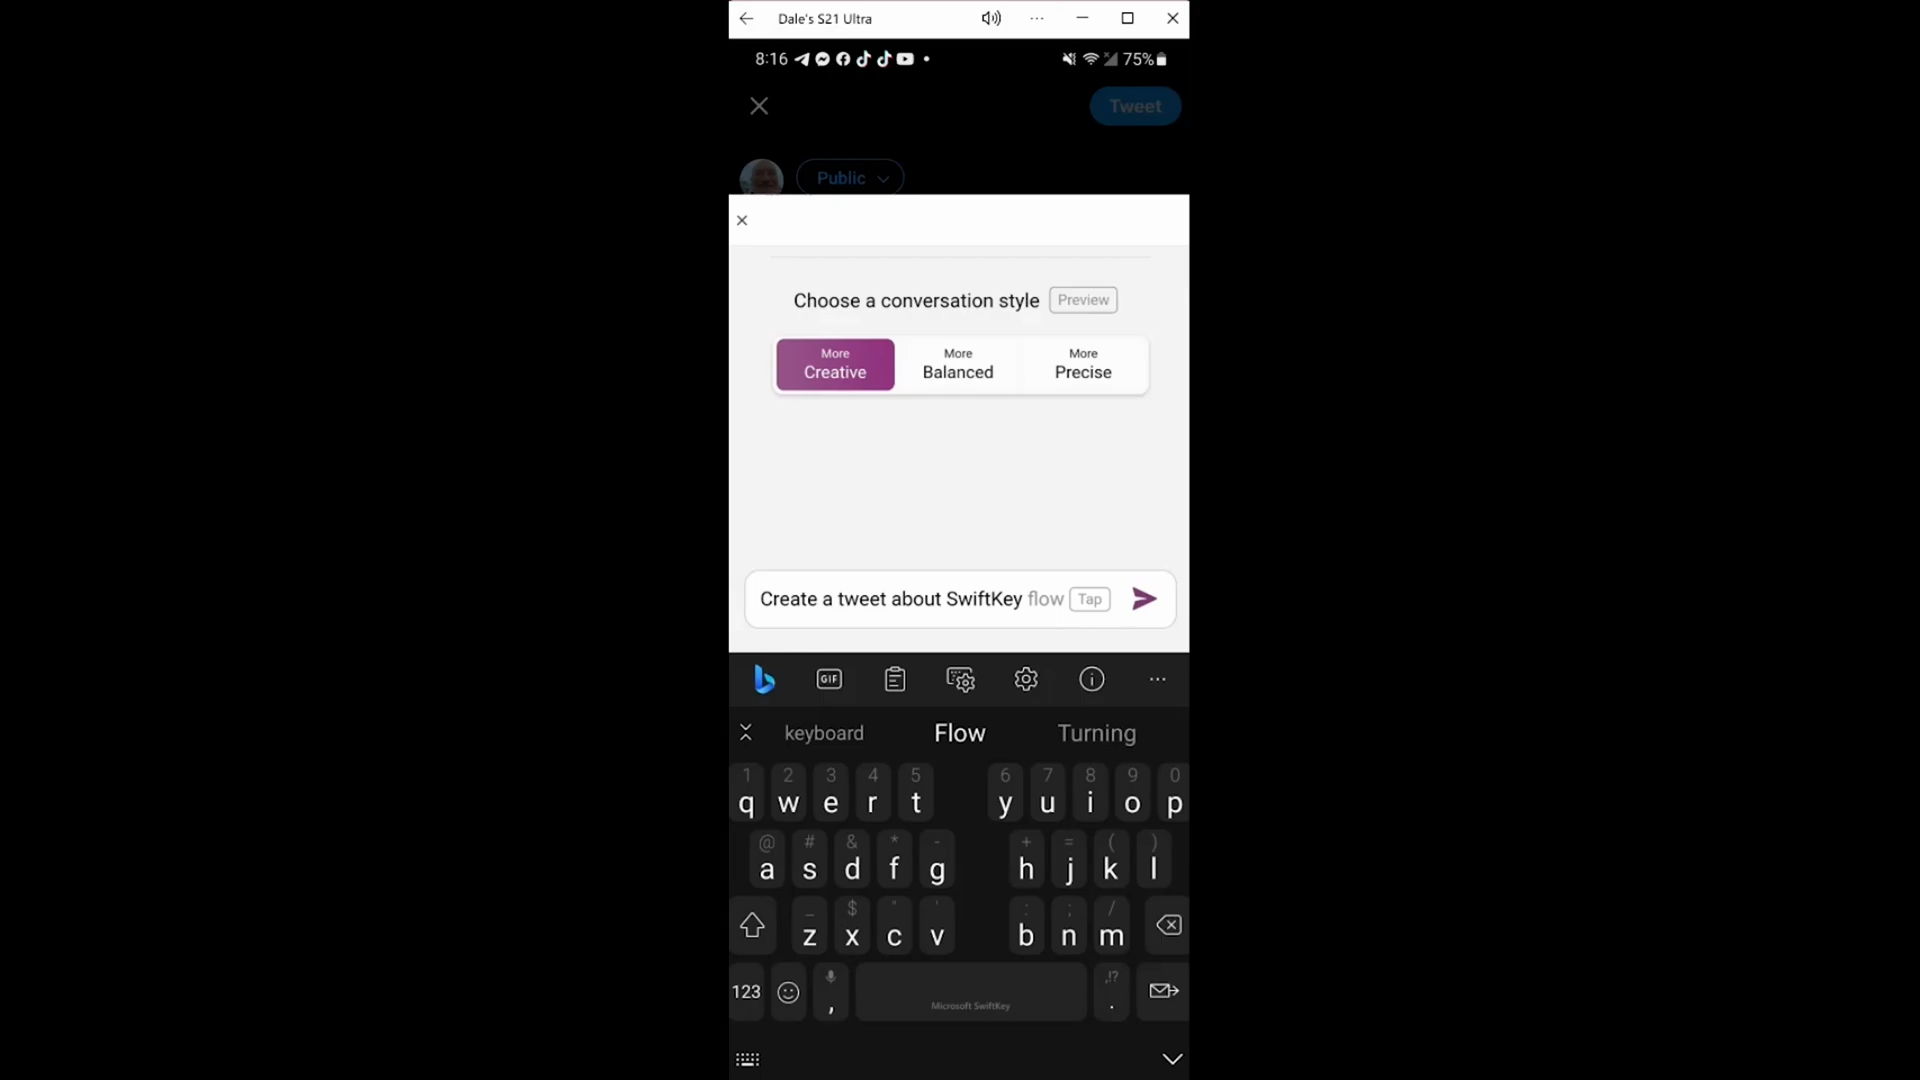 Dale's S21 Ultra
8:16 75%
Tweet
Public
Choose a conversation style Preview
More Creative
More Balanced
More Precise
Create a tweet about SwiftKey flow Tap
GIF
keyboard Flow Turning
1 2 3 4 5 6 7 8 9 0
q w e r t y u i o p
@ # & * - + = ( )
a s d f g h j k l
_ $ " ' : ; /
z x c v b n m
123 , Microsoft SwiftKey ,!? .